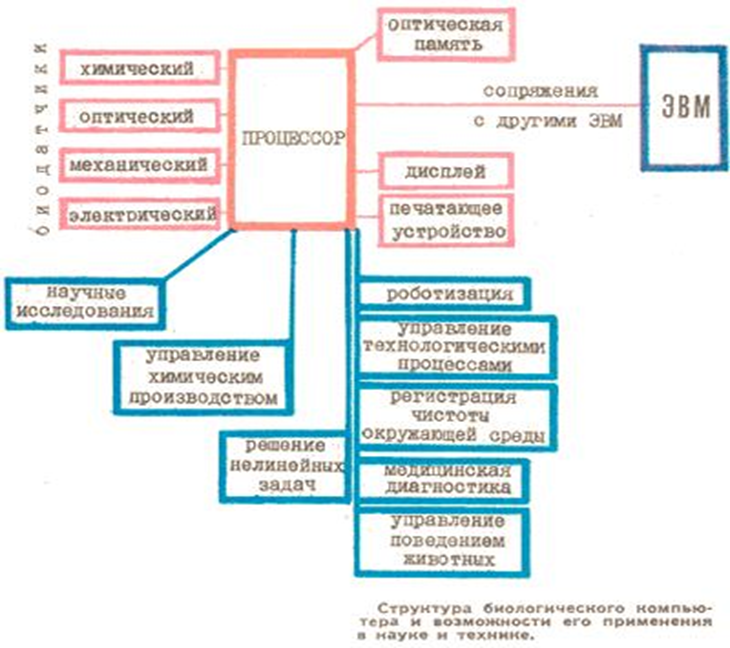 биодатчики
химический
оптический
механический
электрический
ПРОЦЕССОР
оптическая
память
сопряжения
с другими ЭВМ
ЭВМ
дисплей
печатающее
устройство
научные
исследования
управление
химическим
производством
решение
нелинейных
задач
роботизация
управление
технологическими
процессами
регистрация
чистоты
окружающей среды
медицинская
диагностика
управление
поведением
животных
Структура биологического компью-
тера и возможности его применения
в науке и технике.